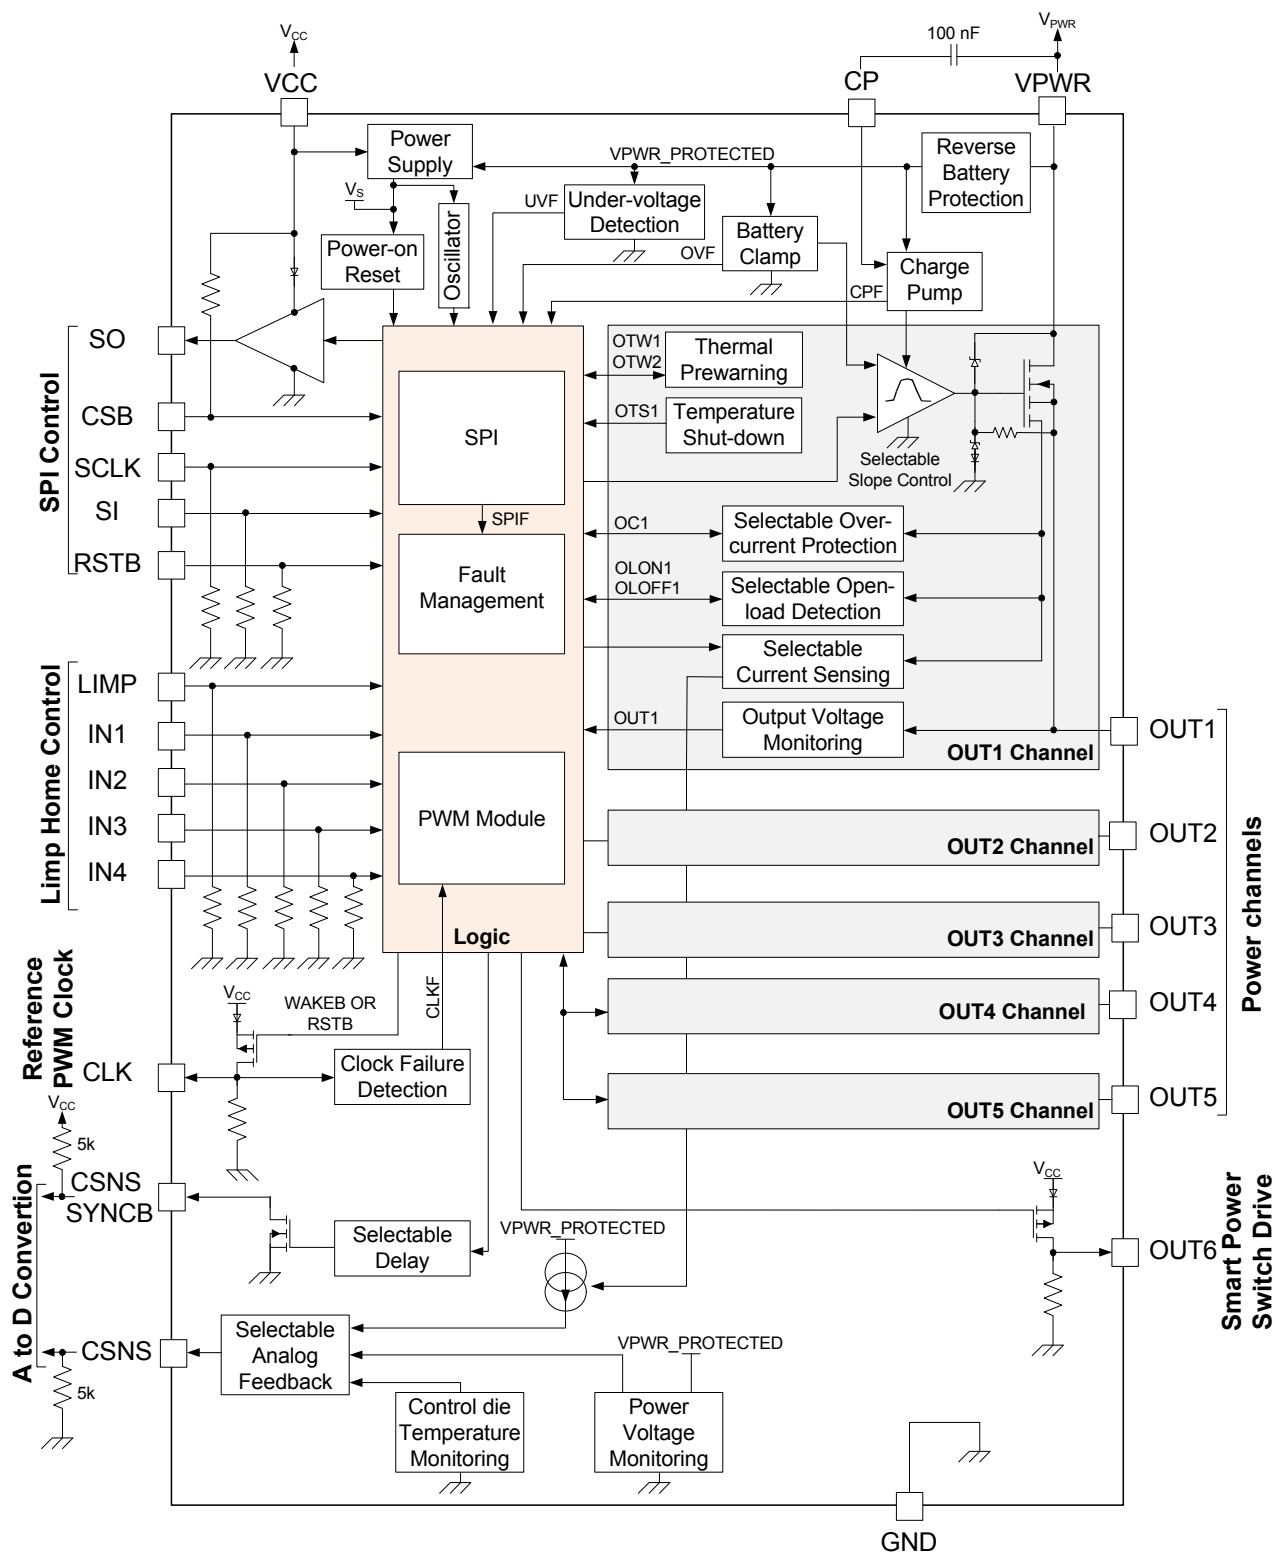 VCC
VCC
100 nF
VPWR
CP
VPWR
Power
Supply
VPWR_PROTECTED
Reverse
Battery
Protection
VS
UVF
Under-voltage
Detection
Oscillator
Power-on
Reset
OVF
Battery
Clamp
CPF
Charge
Pump
SPI Control
SO
CSB
SCLK
SI
RSTB
SPI
SPIF
Fault
Management
OTW1
OTW2
Thermal
Prewarning
OTS1
Temperature
Shut-down
Selectable
Slope Control
OC1
Selectable Over-
current Protection
OLON1
OLOFF1
Selectable Open-
load Detection
Selectable
Current Sensing
OUT1
Output Voltage
Monitoring
OUT1 Channel
Limp Home Control
LIMP
IN1
IN2
IN3
IN4
PWM Module
Logic
OUT2 Channel
OUT3 Channel
OUT4 Channel
OUT5 Channel
OUT1
OUT2
OUT3
OUT4
OUT5
Power channels
Reference
PWM Clock
VCC
WAKEB OR
RSTB
CLKF
CLK
Clock Failure
Detection
VCC
5k
A to D Convertion
CSNS
SYNCB
Selectable
Delay
VPWR_PROTECTED
VCC
OUT6
Smart Power
Switch Drive
CSNS
5k
Selectable
Analog
Feedback
VPWR_PROTECTED
Control die
Temperature
Monitoring
Power
Voltage
Monitoring
GND